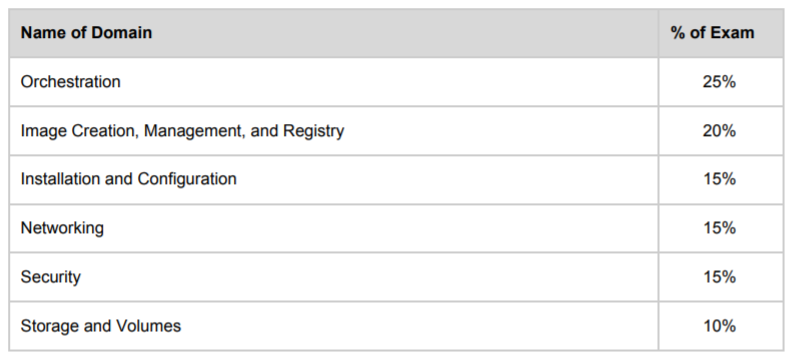 Name of Domain % of Exam
Orchestration 25%
Image Creation, Management, and Registry 20%
Installation and Configuration 15%
Networking 15%
Security 15%
Storage and Volumes 10%